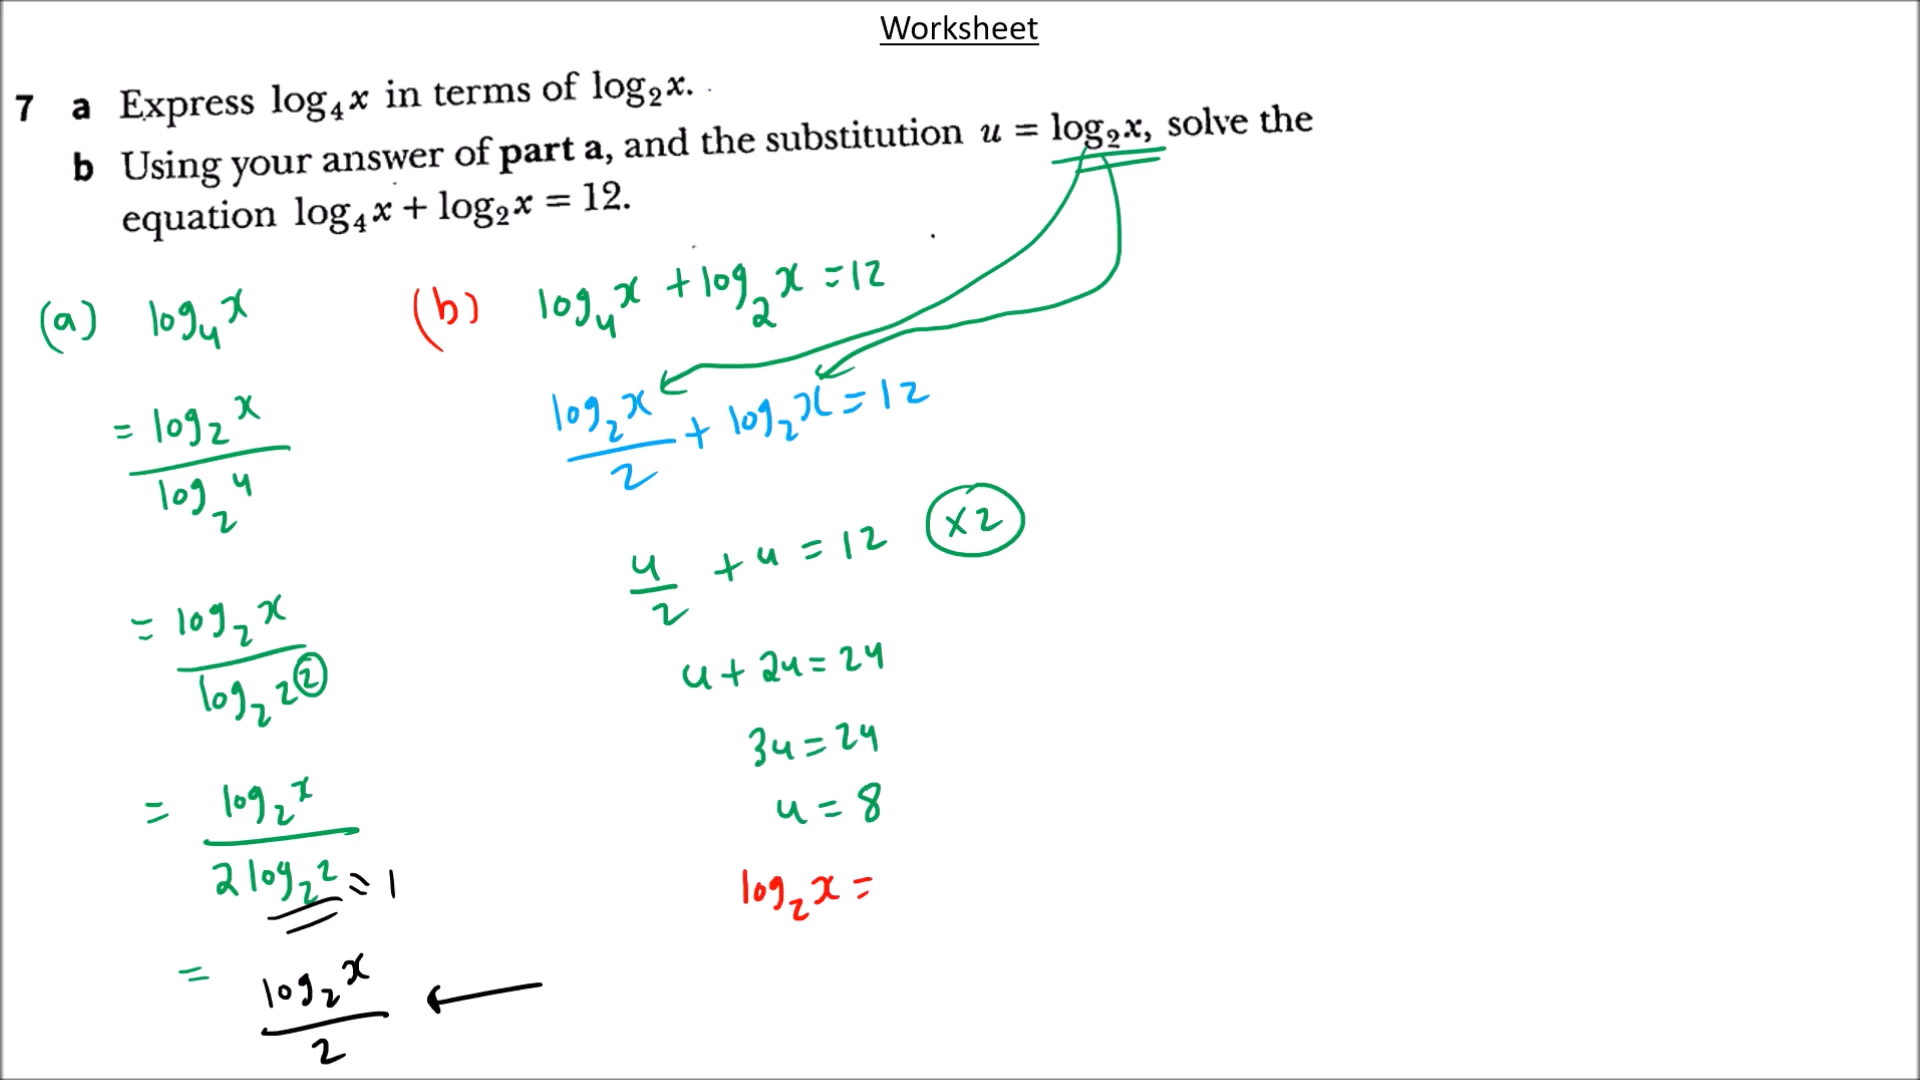 Worksheet
7 a Express log₄x in terms of log₂x.
b Using your answer of part a, and the substitution u = log₂x, solve the
equation log₄x + log₂x = 12.
(a) log₄x
= log₂x / log₂4
= log₂x / log₂2²
= log₂x / 2log₂2 = 1
= log₂x / 2
(b) log₄x + log₂x = 12
log₂x / 2 + log₂x = 12
u / 2 + u = 12 ×2
u + 2u = 24
3u = 24
u = 8
log₂x =